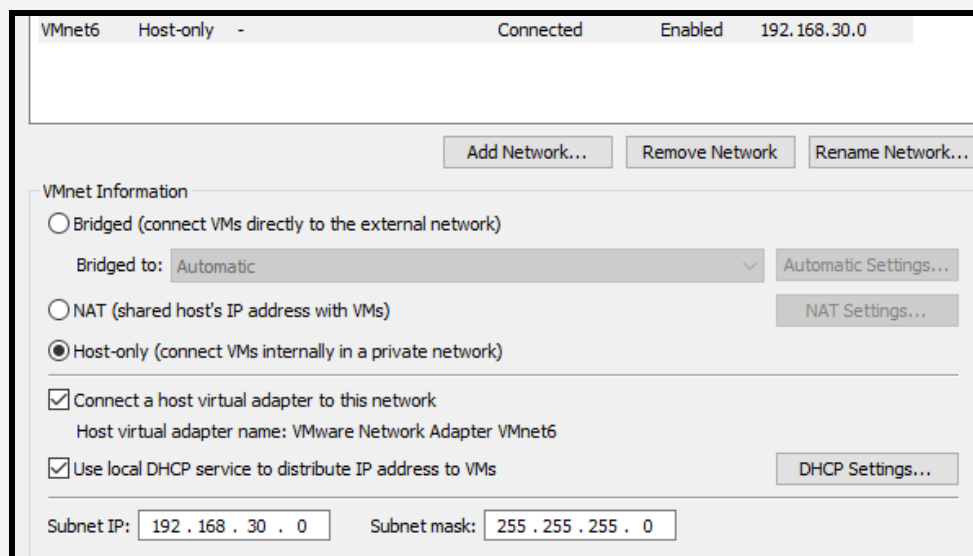 VMnet6 Host-only - Connected Enabled 192.168.30.0
Add Network... Remove Network Rename Network...
VMnet Information
Bridged (connect VMs directly to the external network)
Bridged to: Automatic Automatic Settings...
NAT (shared host's IP address with VMs) NAT Settings...
Host-only (connect VMs internally in a private network)
Connect a host virtual adapter to this network
Host virtual adapter name: VMware Network Adapter VMnet6
Use local DHCP service to distribute IP address to VMs DHCP Settings...
Subnet IP: 192 . 168 . 30 . 0 Subnet mask: 255 . 255 . 255 . 0